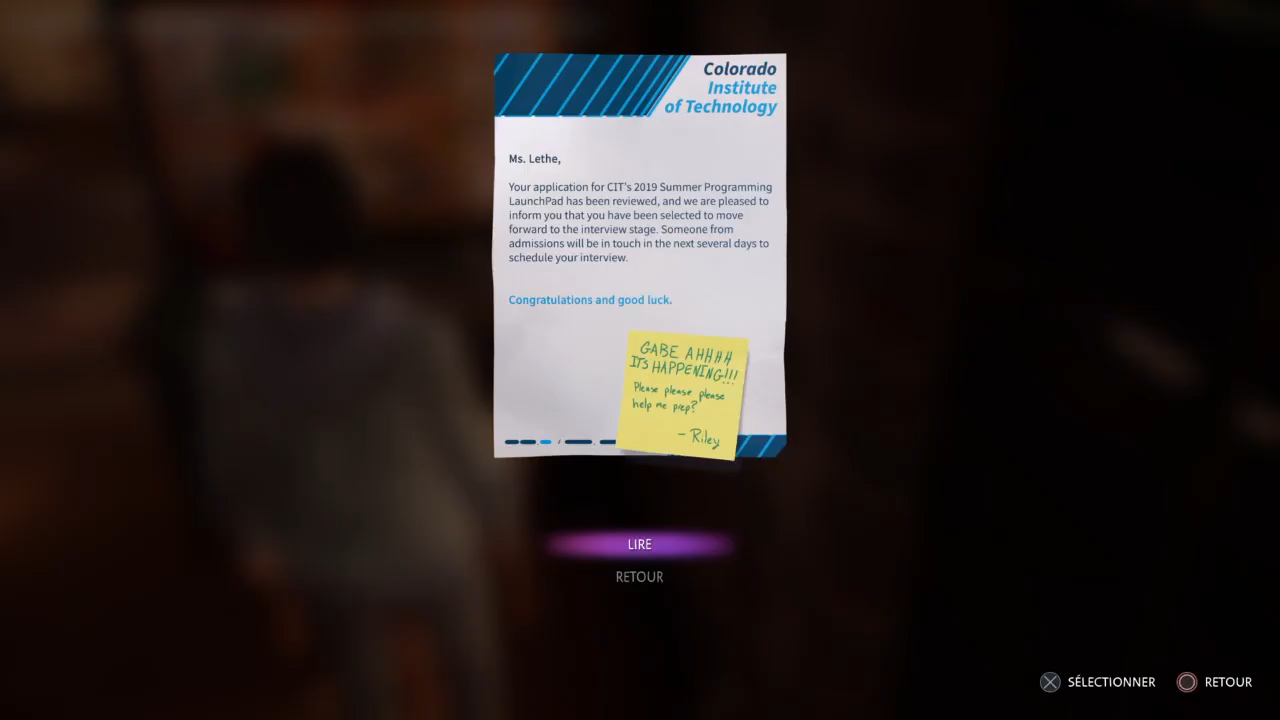 Colorado
Institute
of Technology
Ms. Lethe,
Your application for CIT's 2019 Summer Programming
LaunchPad has been reviewed, and we are pleased to
inform you that you have been selected to move
forward to the interview stage. Someone from
admissions will be in touch in the next several days to
schedule your interview.
Congratulations and good luck.
GABE AHHHH
ITS HAPPENING!!!
Please please please
help me prep?
- Riley
LIRE
RETOUR
SÉLECTIONNER
RETOUR